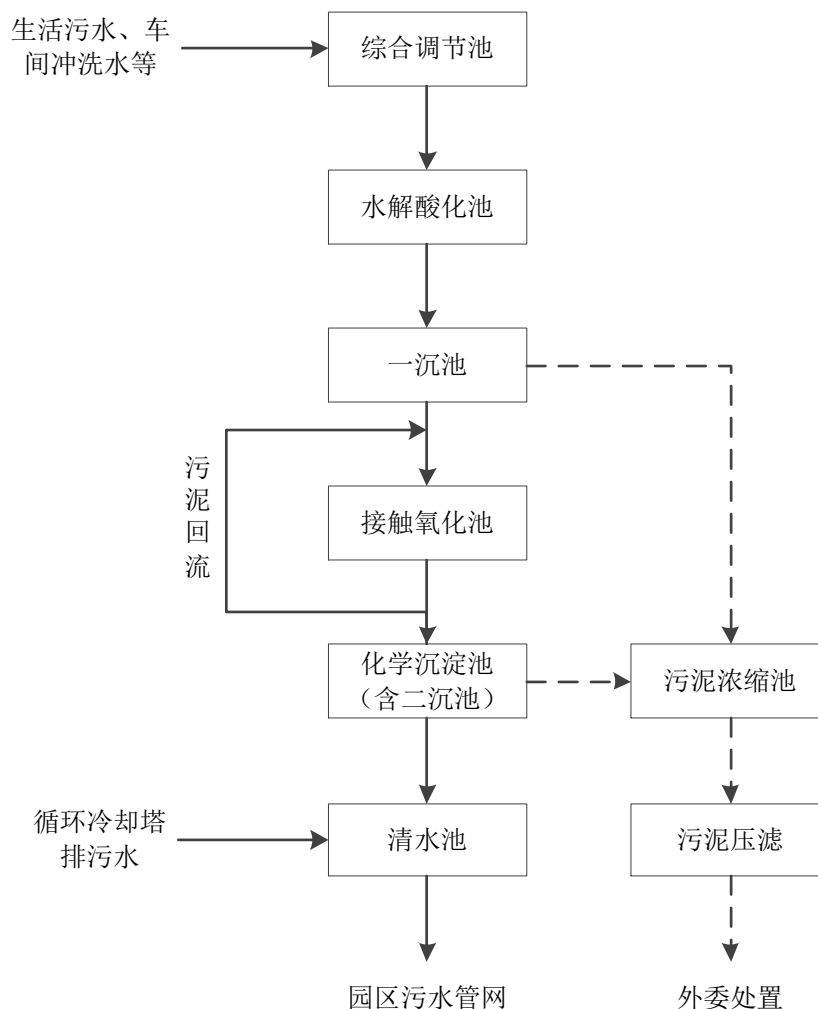 生活污水、车
间冲洗水等
综合调节池
水解酸化池
一沉池
污
泥
回
流
接触氧化池
化学沉淀池
（含二沉池）
污泥浓缩池
循环冷却塔
排污水
清水池
污泥压滤
园区污水管网
外委处置